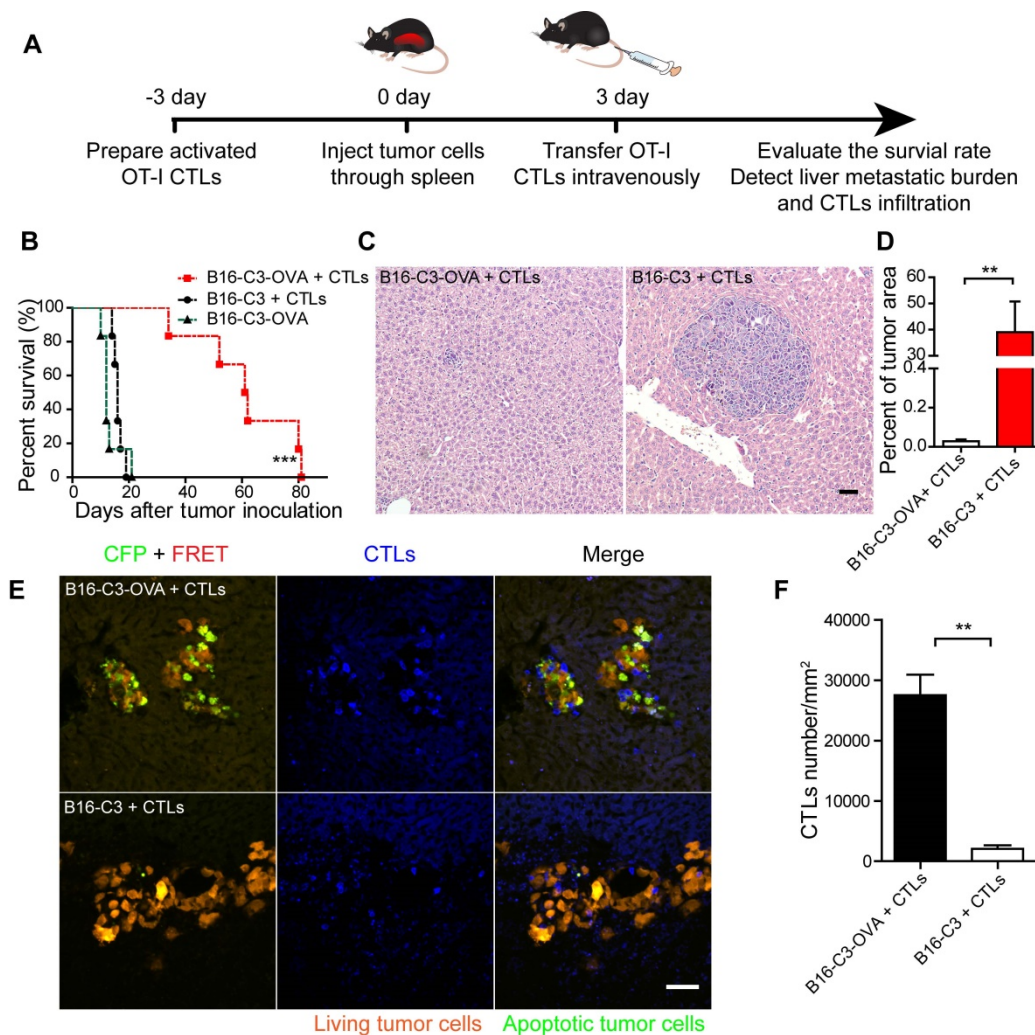 A
-3 day
0 day
3 day
Prepare activated
OT-I CTLs
Inject tumor cells
through spleen
Transfer OT-I
CTLs intravenously
Evaluate the survial rate
Detect liver metastatic burden
and CTLs infiltration
B
B16-C3-OVA + CTLs
B16-C3 + CTLs
B16-C3-OVA
Percent survival (%)
100
80
60
40
20
0
***
0
20
40
60
80
Days after tumor inoculation
C
B16-C3-OVA + CTLs
B16-C3 + CTLs
D
**
Percent of tumor area
60
50
40
30
0.4
0.2
0.0
B16-C3-OVA+ CTLs
B16-C3 + CTLs
CFP + FRET
CTLs
Merge
E
B16-C3-OVA + CTLs
B16-C3 + CTLs
Living tumor cells
Apoptotic tumor cells
F
**
CTLs number/mm²
40000
30000
20000
10000
0
B16-C3-OVA + CTLs
B16-C3 + CTLs